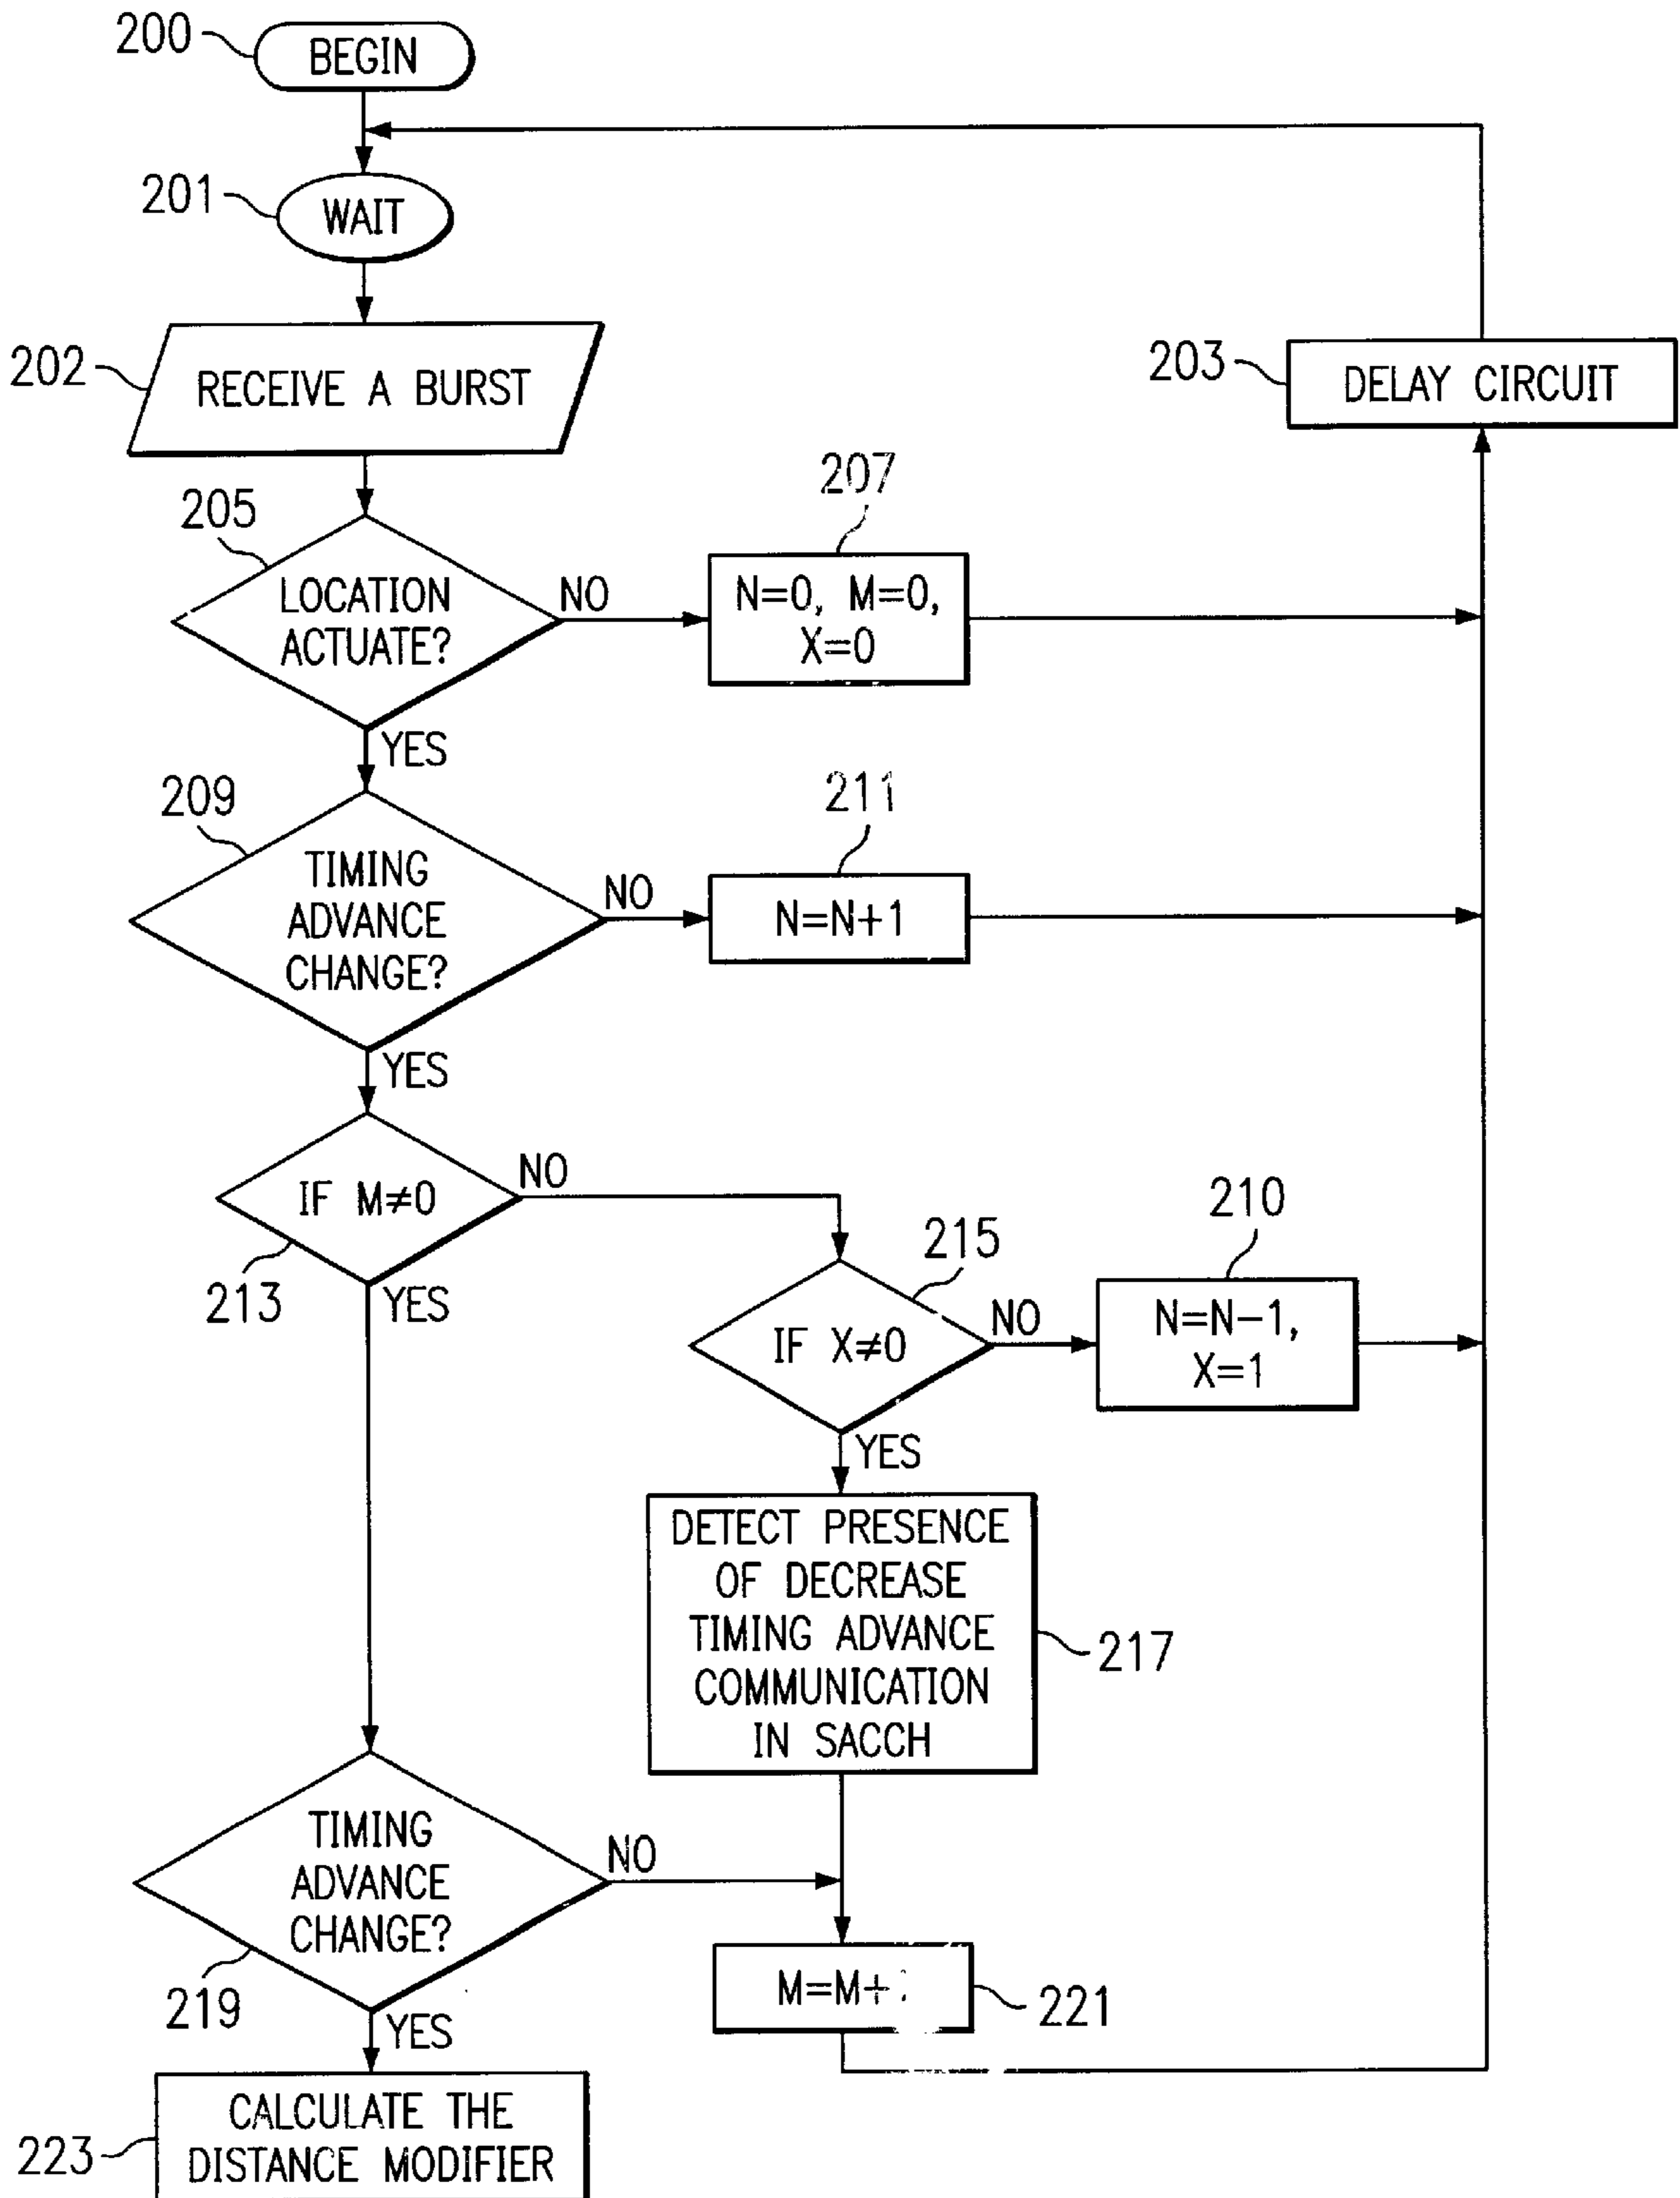 200
BEGIN
201
WAIT
202
RECEIVE A BURST
203
DELAY CIRCUIT
205
LOCATION
ACTUATE?
NO
YES
207
N=0, M=0,
X=0
209
TIMING
ADVANCE
CHANGE?
NO
YES
211
N=N+1
IF M≠0
NO
213
YES
215
IF X≠0
NO
YES
210
N=N-1,
X=1
DETECT PRESENCE
OF DECREASE
TIMING ADVANCE
COMMUNICATION
IN SACCH
217
TIMING
ADVANCE
CHANGE?
NO
219
YES
M=M+
221
CALCULATE THE
DISTANCE MODIFIER
223